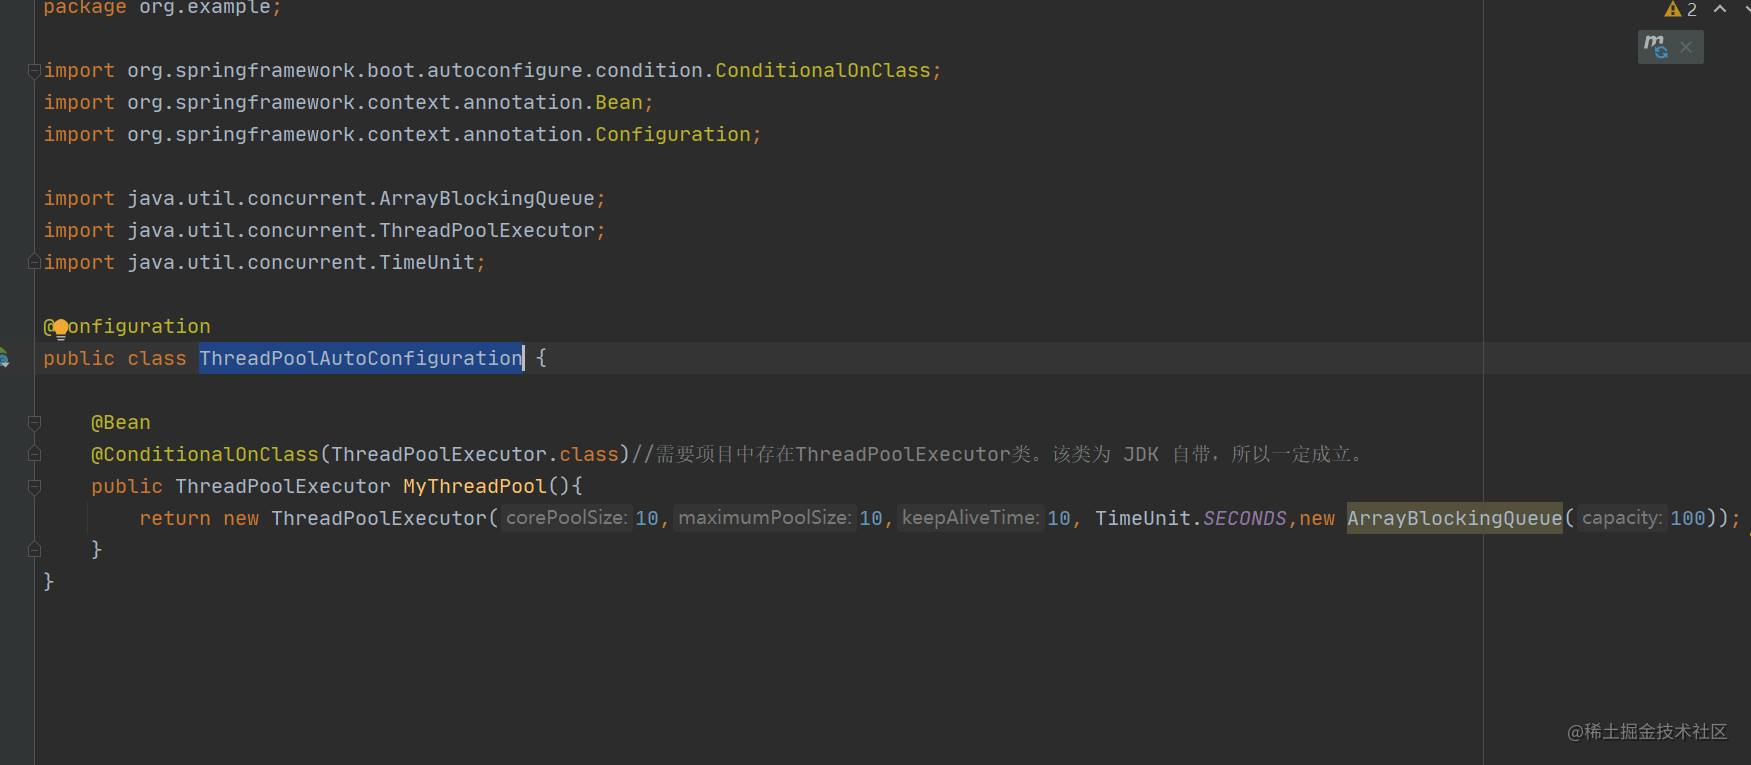 package org.example;
2
import org.springframework.boot.autoconfigure.condition.ConditionalOnClass;
import org.springframework.context.annotation.Bean;
import org.springframework.context.annotation.Configuration;
import java.util.concurrent.ArrayBlockingQueue;
import java.util.concurrent.ThreadPoolExecutor;
import java.util.concurrent.TimeUnit;
@Configuration
public class ThreadPoolAutoConfiguration {
@Bean
@ConditionalOnClass(ThreadPoolExecutor.class)//需要项目中存在ThreadPoolExecutor类。该类为 JDK 自带，所以一定成立。
public ThreadPoolExecutor MyThreadPool(){
return new ThreadPoolExecutor( corePoolSize: 10, maximumPoolSize: 10, keepAliveTime: 10, TimeUnit.SECONDS,new ArrayBlockingQueue( capacity: 100));
}
}
@稀土掘金技术社区